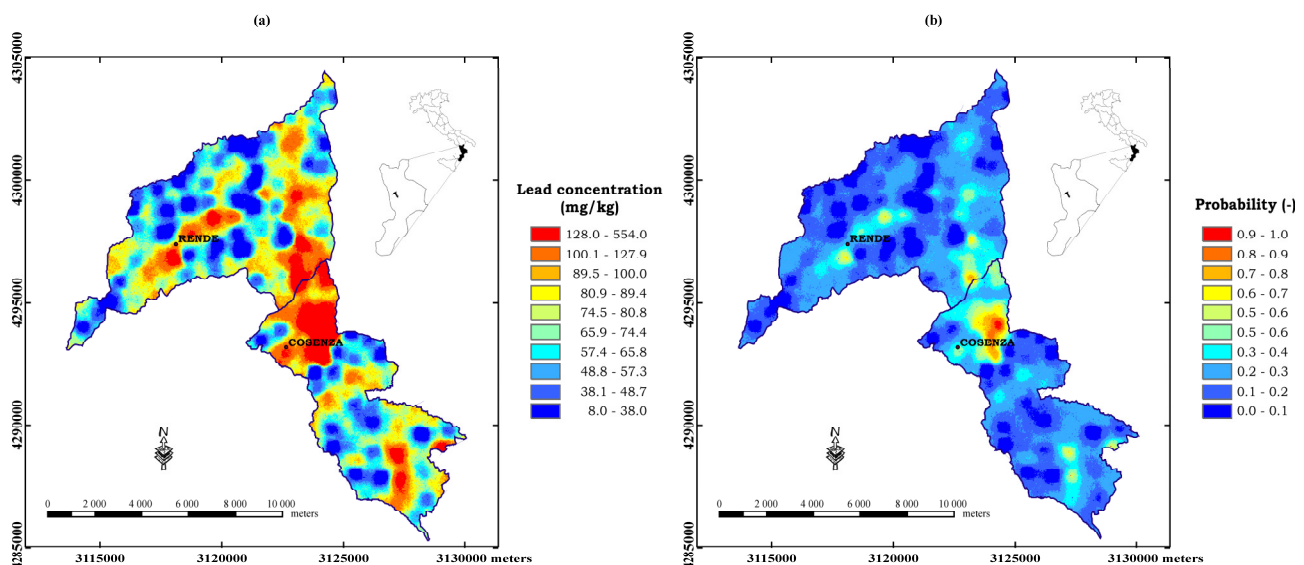 (a)
4305000
4300000
4295000
4290000
4285000
RENDE
COSENZA
N
0 2 000 4 000 6 000 8 000 10 000
meters
3115000 3120000 3125000 3130000 meters
Lead concentration
(mg/kg)
128.0 - 554.0
100.1 - 127.9
89.5 - 100.0
80.9 - 89.4
74.5 - 80.8
65.9 - 74.4
57.4 - 65.8
48.8 - 57.3
38.1 - 48.7
8.0 - 38.0
(b)
4305000
4300000
4295000
4290000
4285000
RENDE
COSENZA
N
0 2 000 4 000 6 000 8 000 10 000
meters
3115000 3120000 3125000 3130000 meters
Probability (-)
0.9 - 1.0
0.8 - 0.9
0.7 - 0.8
0.6 - 0.7
0.5 - 0.6
0.3 - 0.4
0.2 - 0.3
0.1 - 0.2
0.0 - 0.1